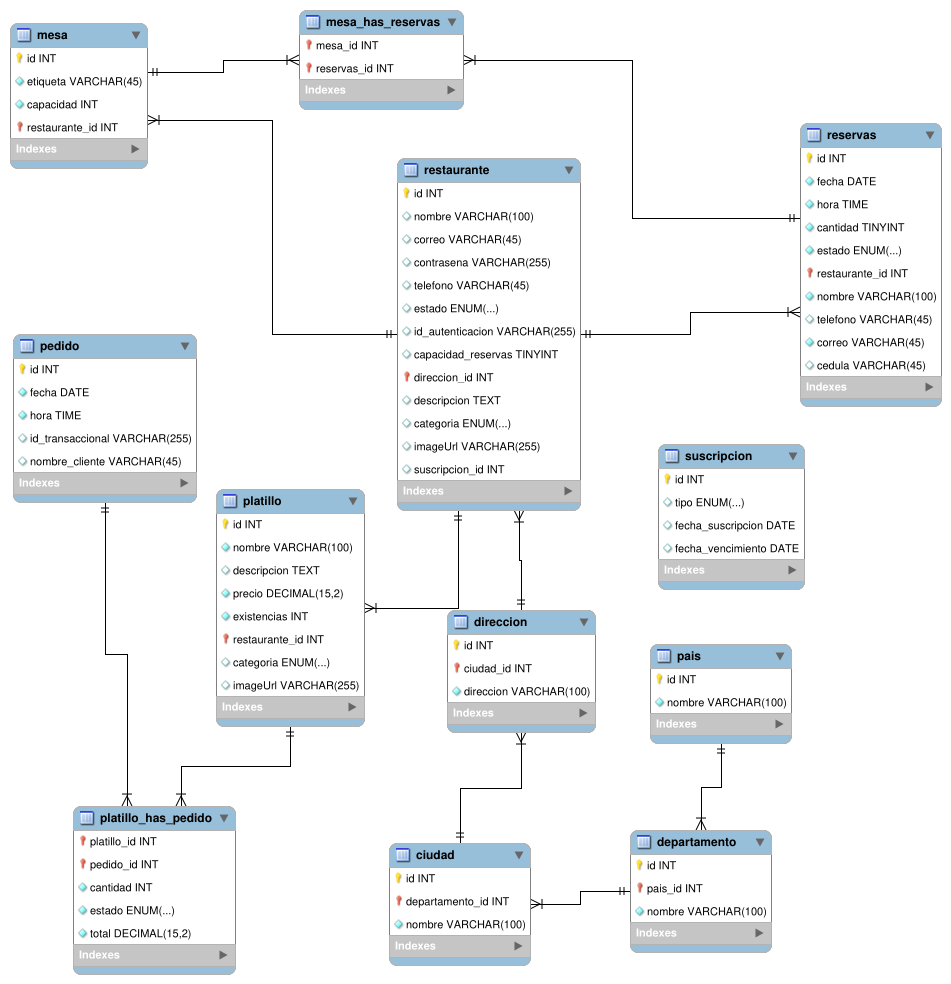 mesa
id INT
etiqueta VARCHAR(45)
capacidad INT
restaurante_id INT
Indexes
mesa_has_reservas
mesa_id INT
reservas_id INT
Indexes
reservas
id INT
fecha DATE
hora TIME
cantidad TINYINT
estado ENUM(...)
restaurante_id INT
nombre VARCHAR(100)
telefono VARCHAR(45)
correo VARCHAR(45)
cedula VARCHAR(45)
Indexes
restaurante
id INT
nombre VARCHAR(100)
correo VARCHAR(45)
contrasena VARCHAR(255)
telefono VARCHAR(45)
estado ENUM(...)
id_autenticacion VARCHAR(255)
capacidad_reservas TINYINT
direccion_id INT
descripcion TEXT
categoria ENUM(...)
imageUrl VARCHAR(255)
suscripcion_id INT
Indexes
pedido
id INT
fecha DATE
hora TIME
id_transaccional VARCHAR(255)
nombre_cliente VARCHAR(45)
Indexes
suscripcion
id INT
tipo ENUM(...)
fecha_suscripcion DATE
fecha_vencimiento DATE
Indexes
platillo
id INT
nombre VARCHAR(100)
descripcion TEXT
precio DECIMAL(15,2)
existencias INT
restaurante_id INT
categoria ENUM(...)
imageUrl VARCHAR(255)
Indexes
direccion
id INT
ciudad_id INT
direccion VARCHAR(100)
Indexes
pais
id INT
nombre VARCHAR(100)
Indexes
platillo_has_pedido
platillo_id INT
pedido_id INT
cantidad INT
estado ENUM(...)
total DECIMAL(15,2)
Indexes
ciudad
id INT
departamento_id INT
nombre VARCHAR(100)
Indexes
departamento
id INT
pais_id INT
nombre VARCHAR(100)
Indexes